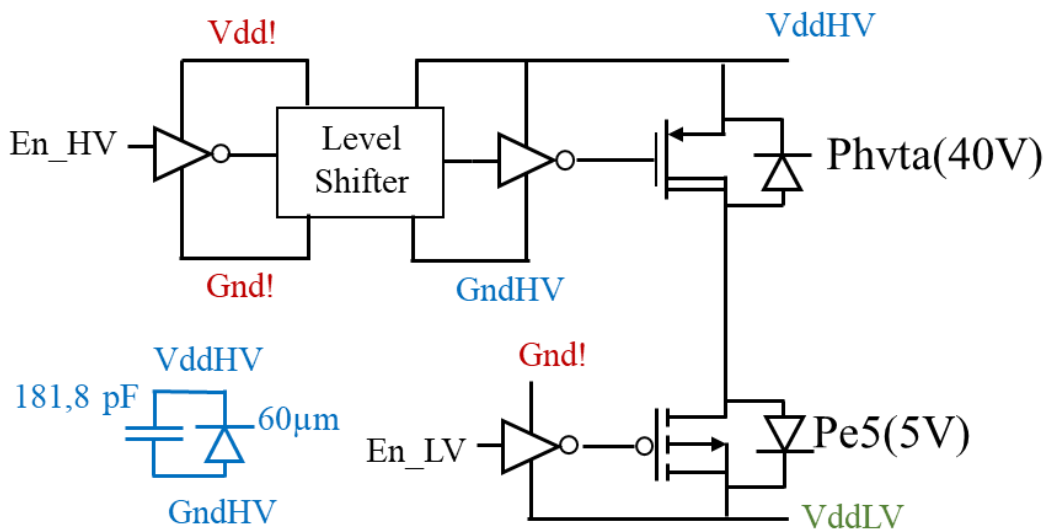 Vdd!
VddHV
En_HV
Level
Shifter
Phvta(40V)
Gnd!
GndHV
VddHV
181,8 pF
60µm
GndHV
Gnd!
En_LV
Pe5(5V)
VddLV